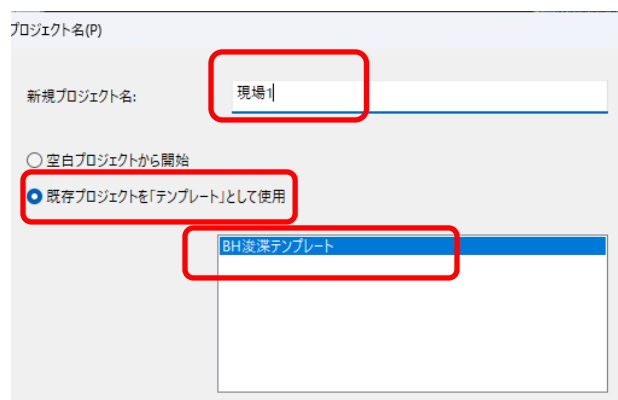 プロジェクト名(P)
新規プロジェクト名:
現場1
空白プロジェクトから開始
既存プロジェクトを「テンプレート」として使用
BH浚渫テンプレート